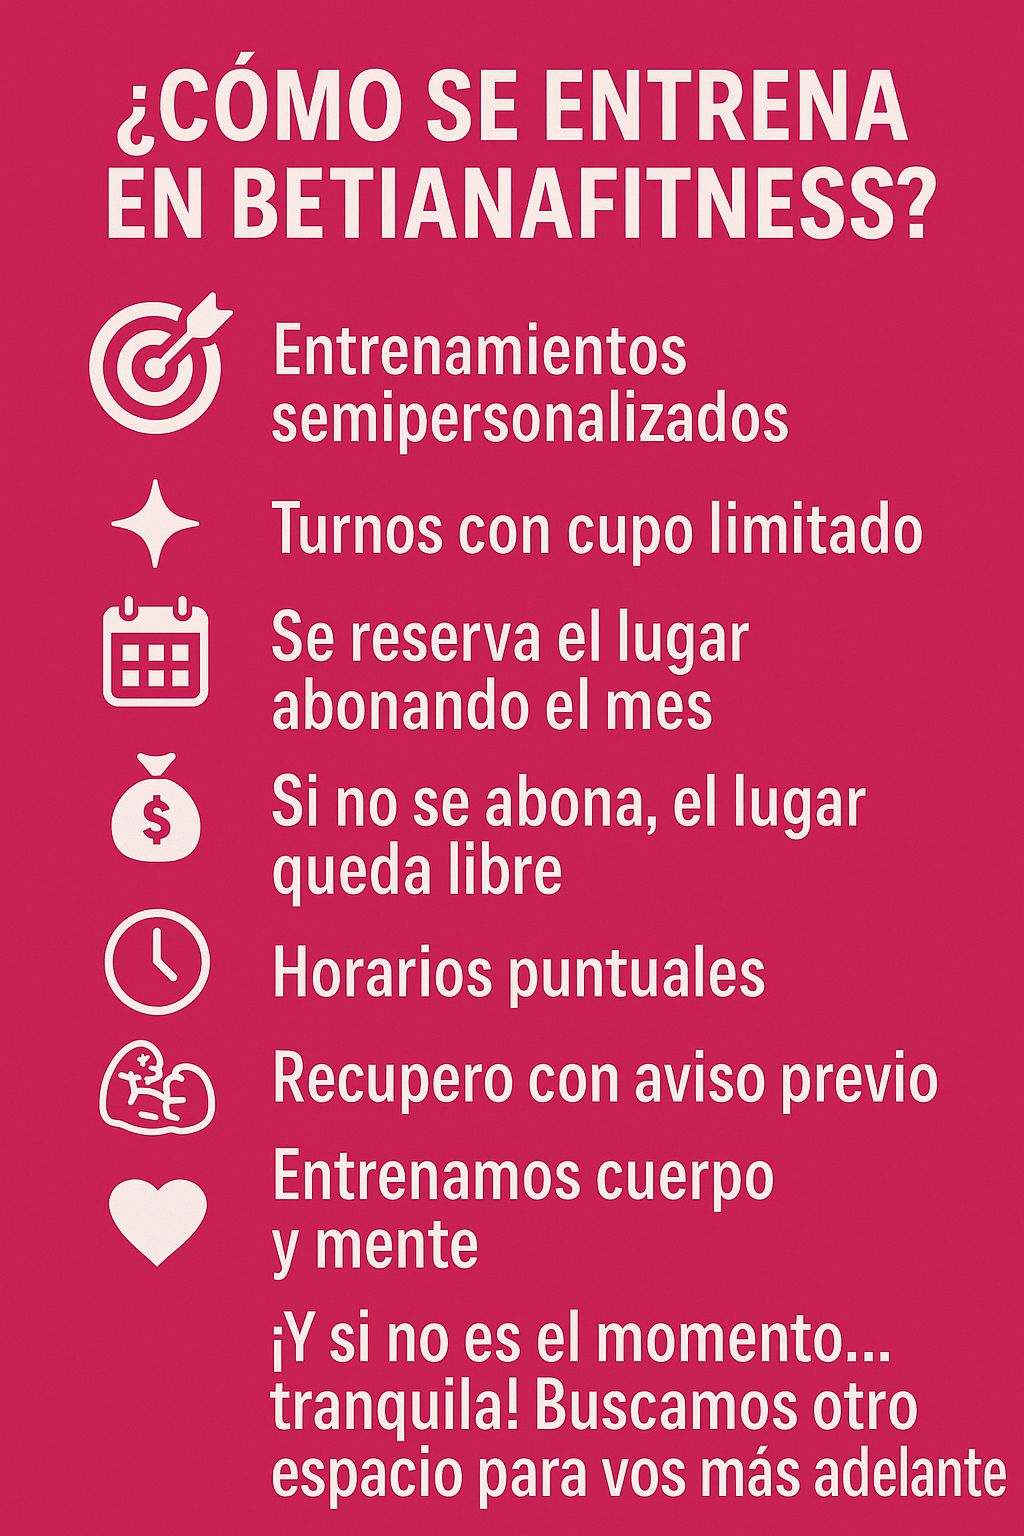 ¿CÓMO SE ENTRENA
EN BETIANAFITNESS?
Entrenamientos
semipersonalizados
Turnos con cupo limitado
Se reserva el lugar
abonando el mes
$
Si no se abona, el lugar
queda libre
Horarios puntuales
Recupero con aviso previo
Entrenamos cuerpo
y mente
¡Y si no es el momento...
tranquila! Buscamos otro
espacio para vos más adelante